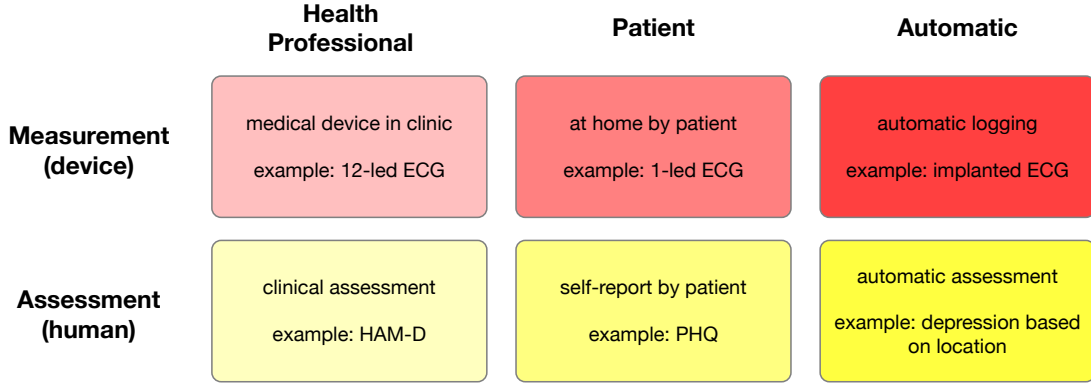 Health
Professional
Patient
Automatic
Measurement
(device)
medical device in clinic
example: 12-led ECG
at home by patient
example: 1-led ECG
automatic logging
example: implanted ECG
Assessment
(human)
clinical assessment
example: HAM-D
self-report by patient
example: PHQ
automatic assessment
example: depression based
on location